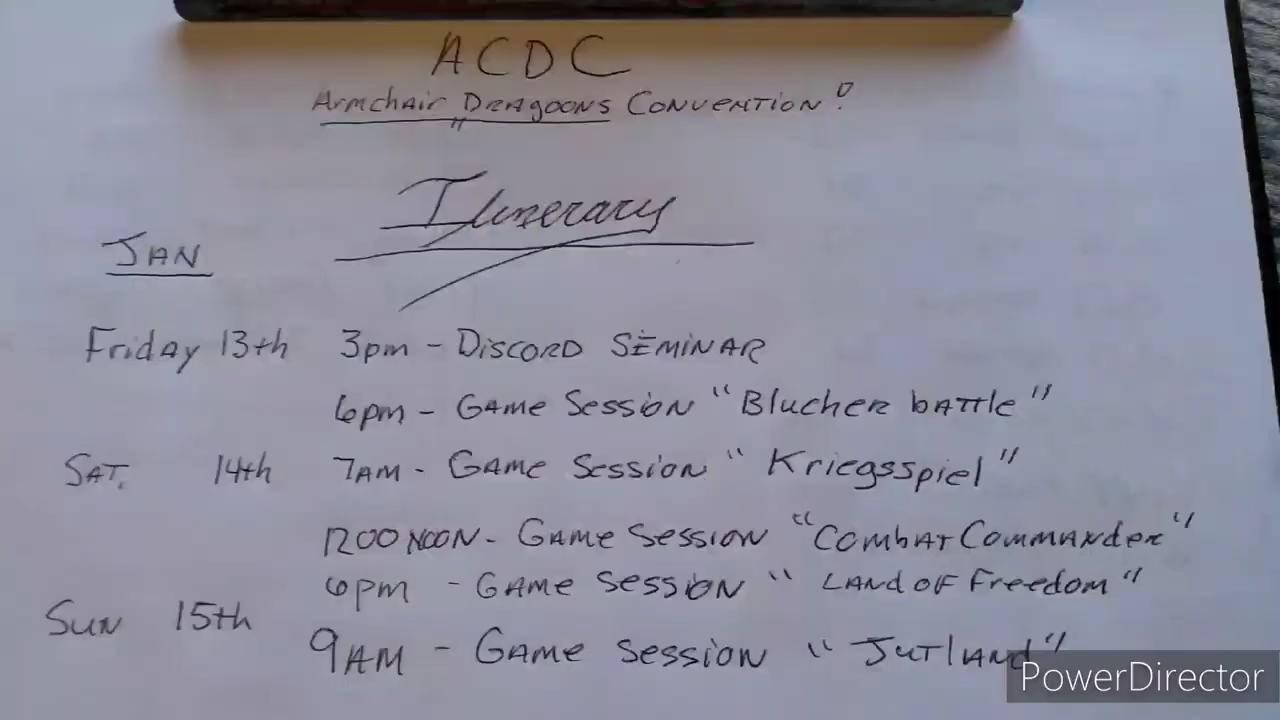 ACDC
Armchair Dragoons Convention!
Itinerary
JAN
Friday 13th 3pm - Discord Seminar
6pm - Game Session "Blucher battle"
SAT. 14th 7AM - Game Session "Kriegsspiel"
1200 NOON - Game Session "Combat Commander"
6pm - Game Session "Land of Freedom"
Sun 15th
9AM - Game Session "Jutland"
PowerDirector